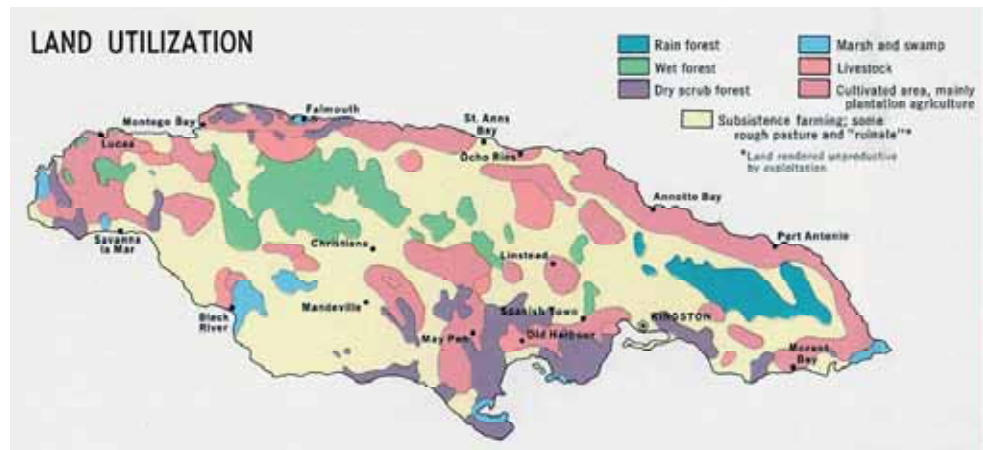 LAND UTILIZATION
Rain forest
Wet forest
Dry scrub forest
Marsh and swamp
Livestock
Cultivated area, mainly
plantation agriculture
Subsistence farming; some
rough pasture and "ruinate"*
*Land rendered unproductive
by exploitation
Montego Bay
Falmouth
Lucea
St. Anns
Bay
Ocho Rios
Annotto Bay
Port Antonio
Savanna
la Mar
Christiana
Linstead
Mandeville
Black
River
Spanish Town
KINGSTON
May Pen
Old Harbour
Morant
Bay